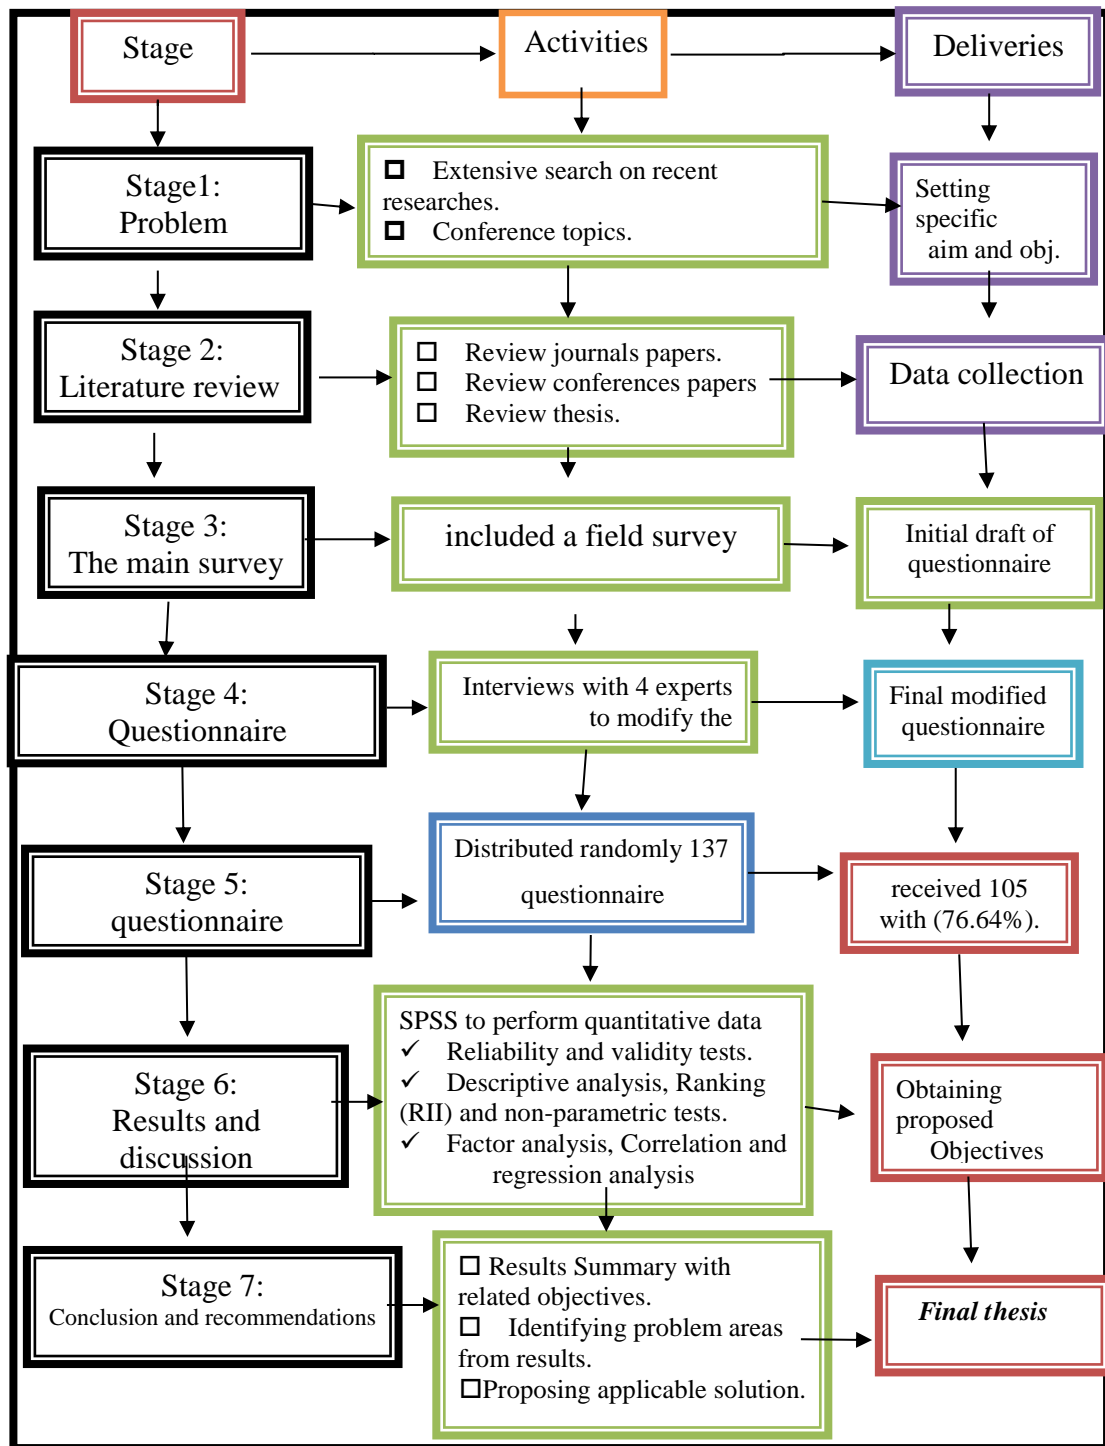 Stage
Activities
Deliveries
Stage1:
Problem
☐ Extensive search on recent
researches.
☐ Conference topics.
Setting
specific
aim and obj.
Stage 2:
Literature review
☐ Review journals papers.
☐ Review conferences papers
☐ Review thesis.
Data collection
Stage 3:
The main survey
included a field survey
Initial draft of
questionnaire
Stage 4:
Questionnaire
Interviews with 4 experts
to modify the
Final modified
questionnaire
Stage 5:
questionnaire
Distributed randomly 137
questionnaire
received 105
with (76.64%).
Stage 6:
Results and
discussion
SPSS to perform quantitative data
✓ Reliability and validity tests.
✓ Descriptive analysis, Ranking
(RII) and non-parametric tests.
✓ Factor analysis, Correlation and
regression analysis
Obtaining
proposed
Objectives
Stage 7:
Conclusion and recommendations
☐ Results Summary with
related objectives.
☐ Identifying problem areas
from results.
☐Proposing applicable solution.
Final thesis